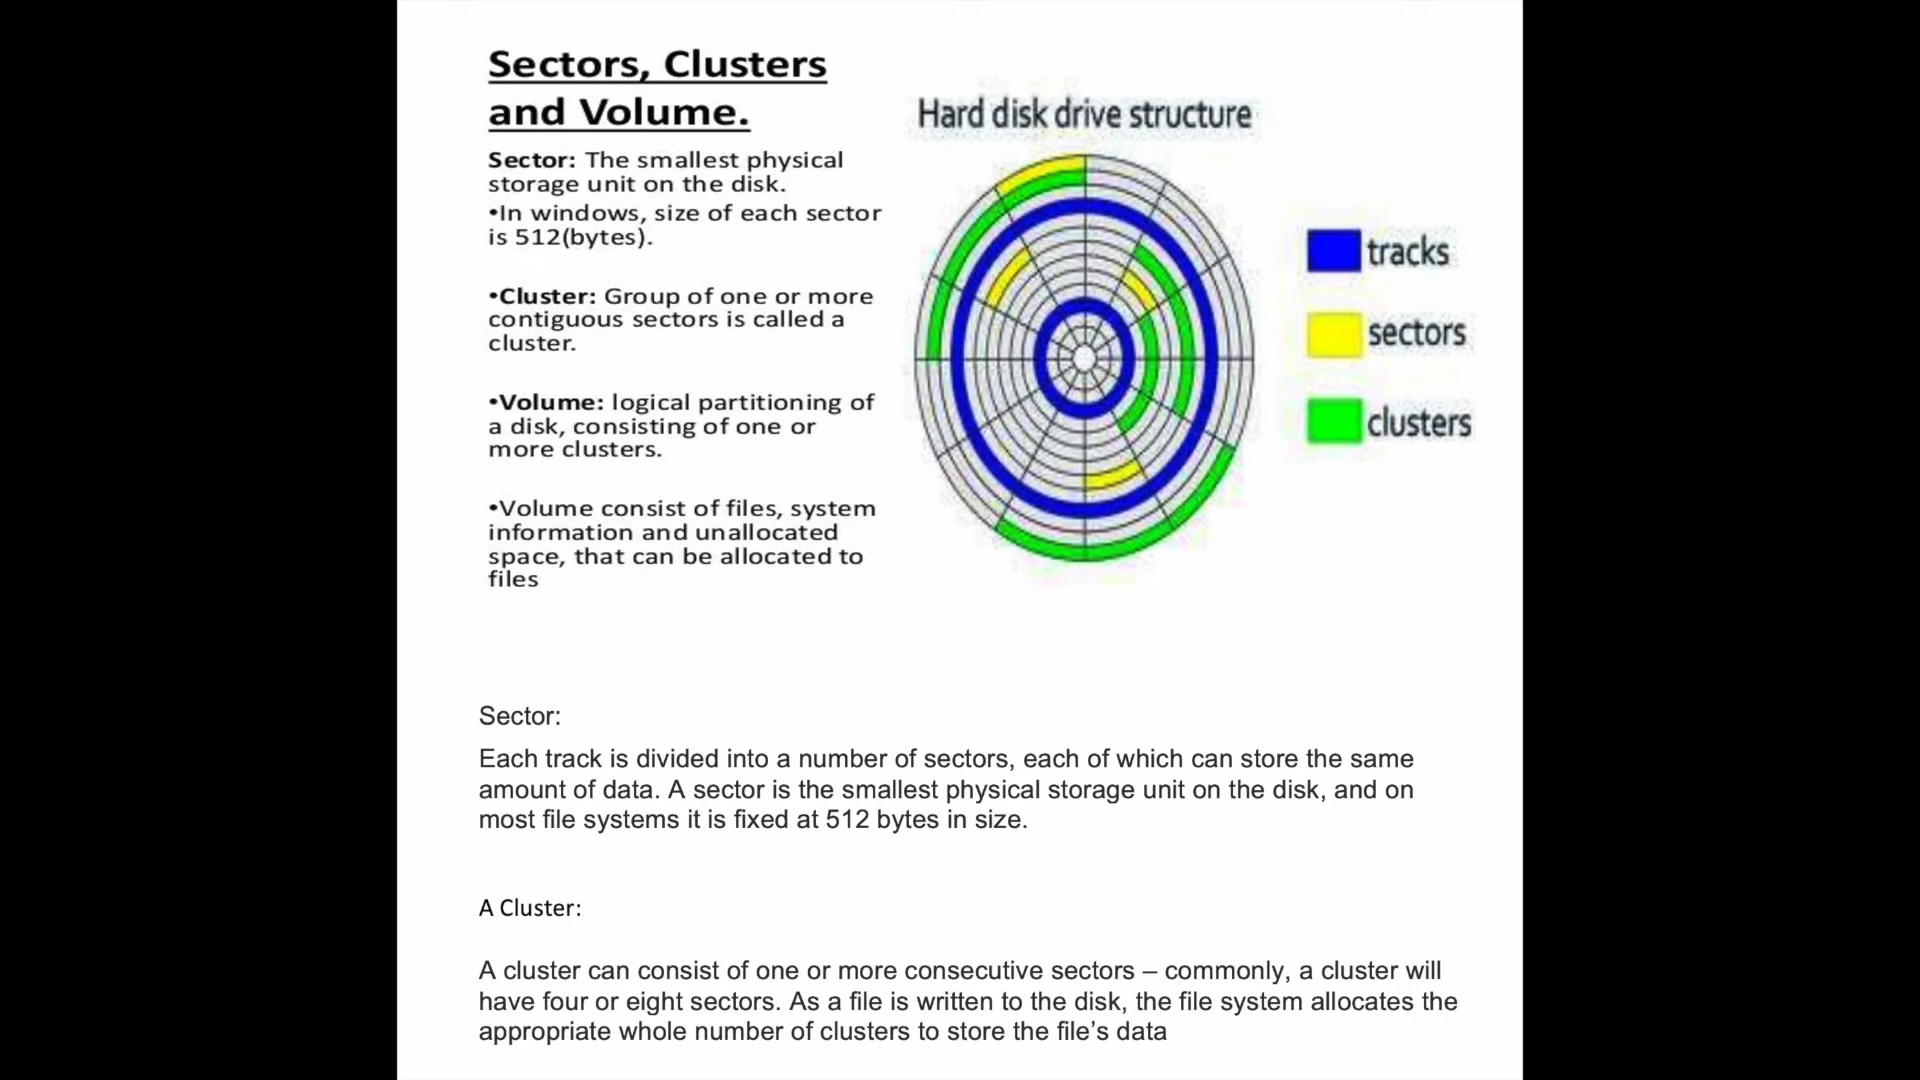 Sectors, Clusters
and Volume.
Sector: The smallest physical
storage unit on the disk.
•In windows, size of each sector
is 512(bytes).
•Cluster: Group of one or more
contiguous sectors is called a
cluster.
•Volume: logical partitioning of
a disk, consisting of one or
more clusters.
•Volume consist of files, system
information and unallocated
space, that can be allocated to
files
Hard disk drive structure
tracks
sectors
clusters
Sector:
Each track is divided into a number of sectors, each of which can store the same
amount of data. A sector is the smallest physical storage unit on the disk, and on
most file systems it is fixed at 512 bytes in size.
A Cluster:
A cluster can consist of one or more consecutive sectors – commonly, a cluster will
have four or eight sectors. As a file is written to the disk, the file system allocates the
appropriate whole number of clusters to store the file’s data